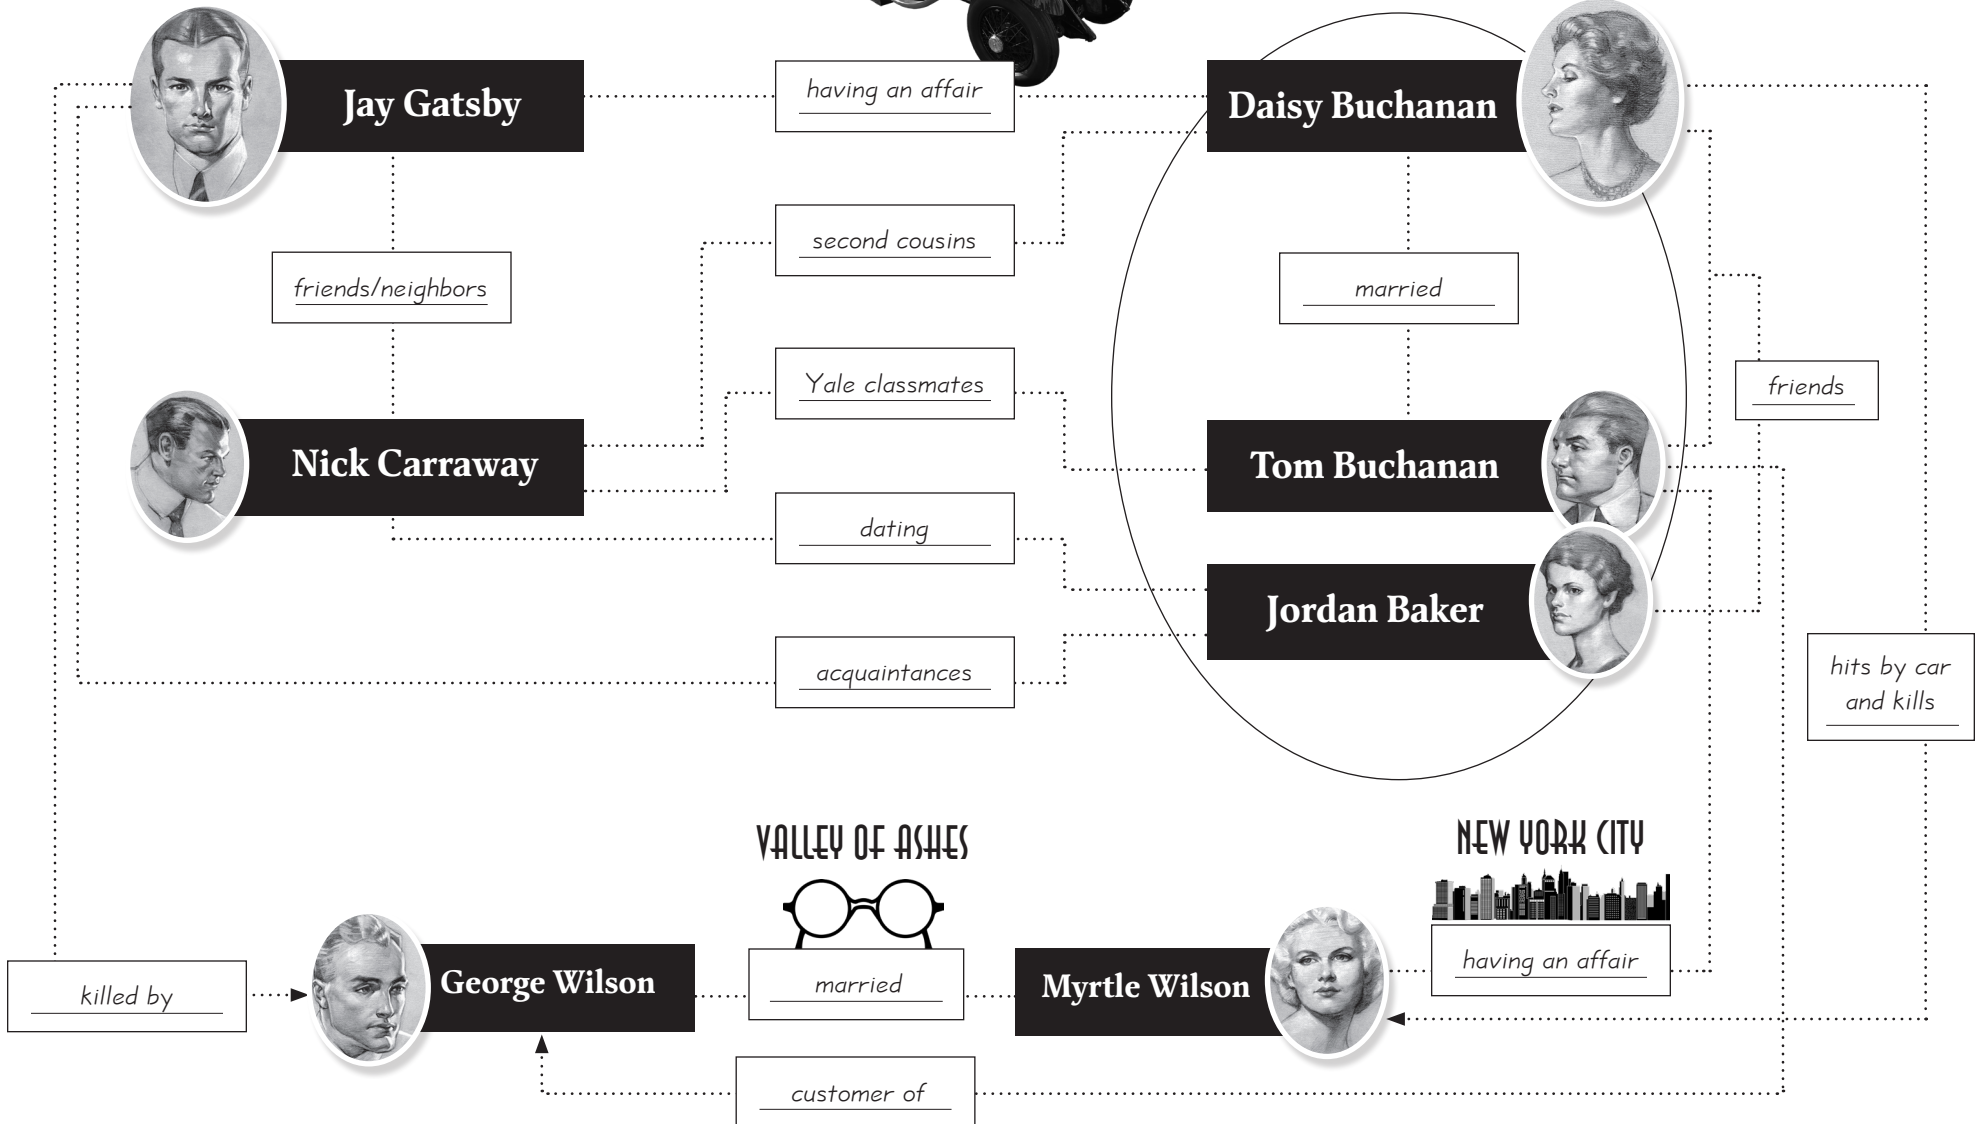 Jay Gatsby
having an affair
Daisy Buchanan
second cousins
friends/neighbors
married
Yale classmates
friends
Nick Carraway
Tom Buchanan
dating
Jordan Baker
acquaintances
hits by car
and kills
VALLEY OF ASHES
NEW YORK CITY
killed by
George Wilson
married
Myrtle Wilson
having an affair
customer of